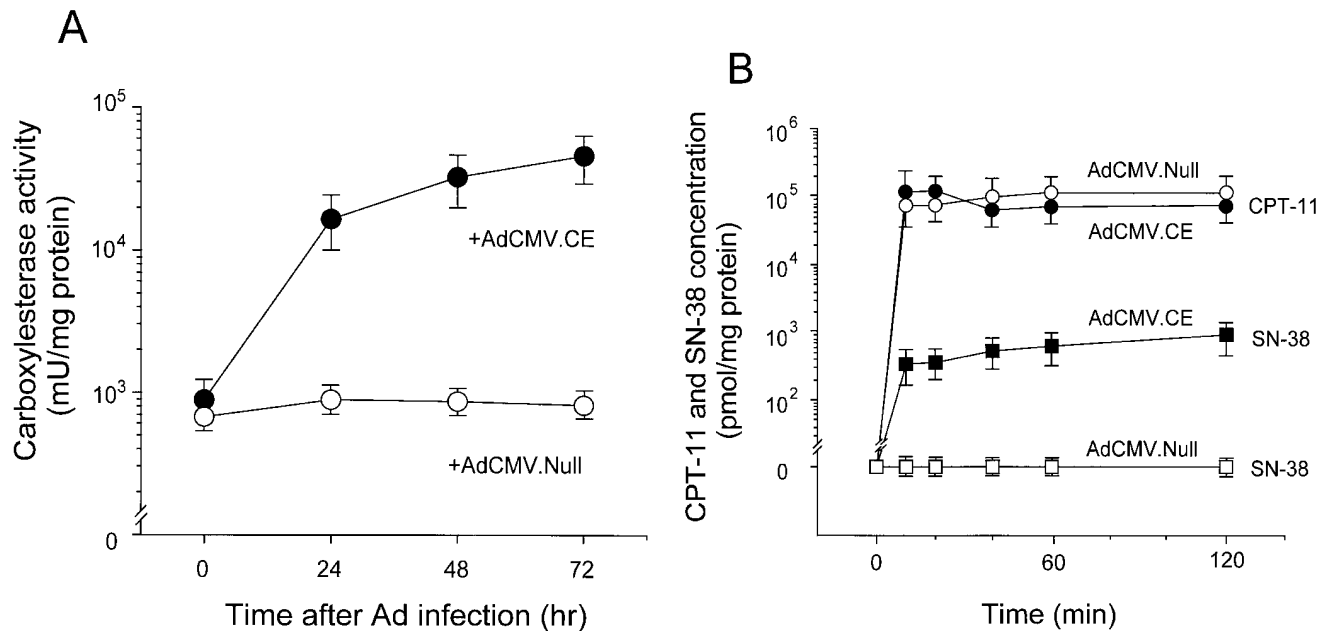 A
Carboxylesterase activity
(mU/mg protein)
10^5
10^4
10^3
0
+AdCMV.CE
+AdCMV.Null
0 24 48 72
Time after Ad infection (hr)
B
CPT-11 and SN-38 concentration
(pmol/mg protein)
10^6
10^5
10^4
10^3
10^2
0
AdCMV.Null
CPT-11
AdCMV.CE
AdCMV.CE
SN-38
AdCMV.Null
SN-38
0 60 120
Time (min)